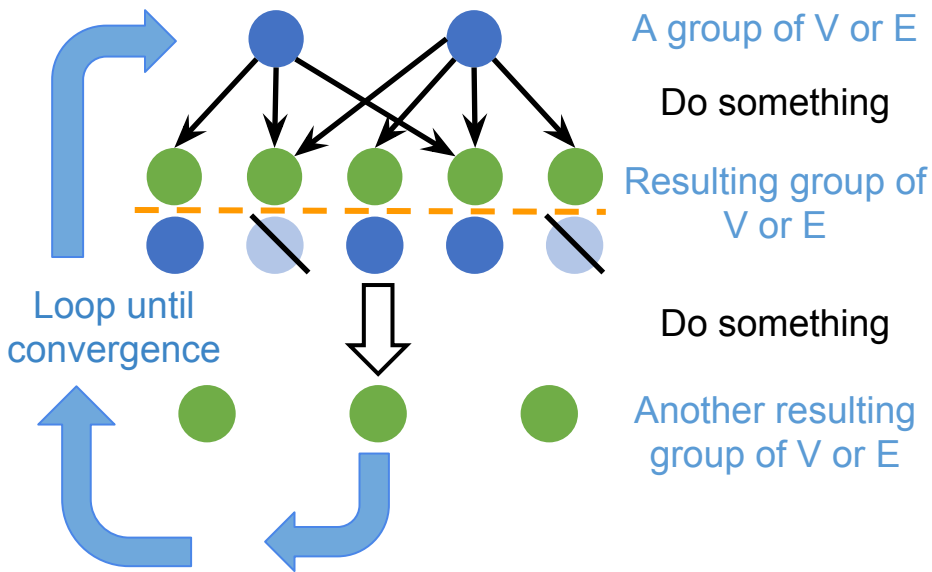 A group of V or E
Do something
Resulting group of
V or E
Loop until
convergence
Do something
Another resulting
group of V or E